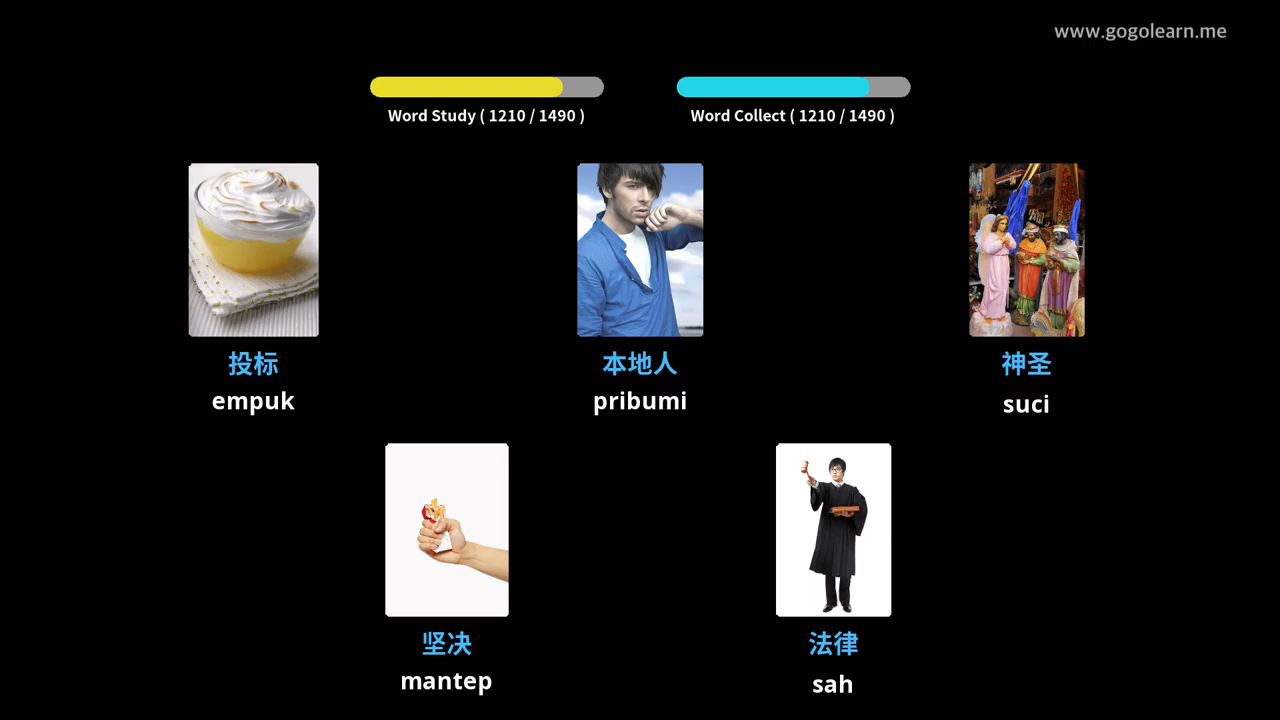 www.gogolearn.me
Word Study ( 1210 / 1490 )
Word Collect ( 1210 / 1490 )
投标
empuk
本地人
pribumi
神圣
suci
坚决
mantep
法律
sah